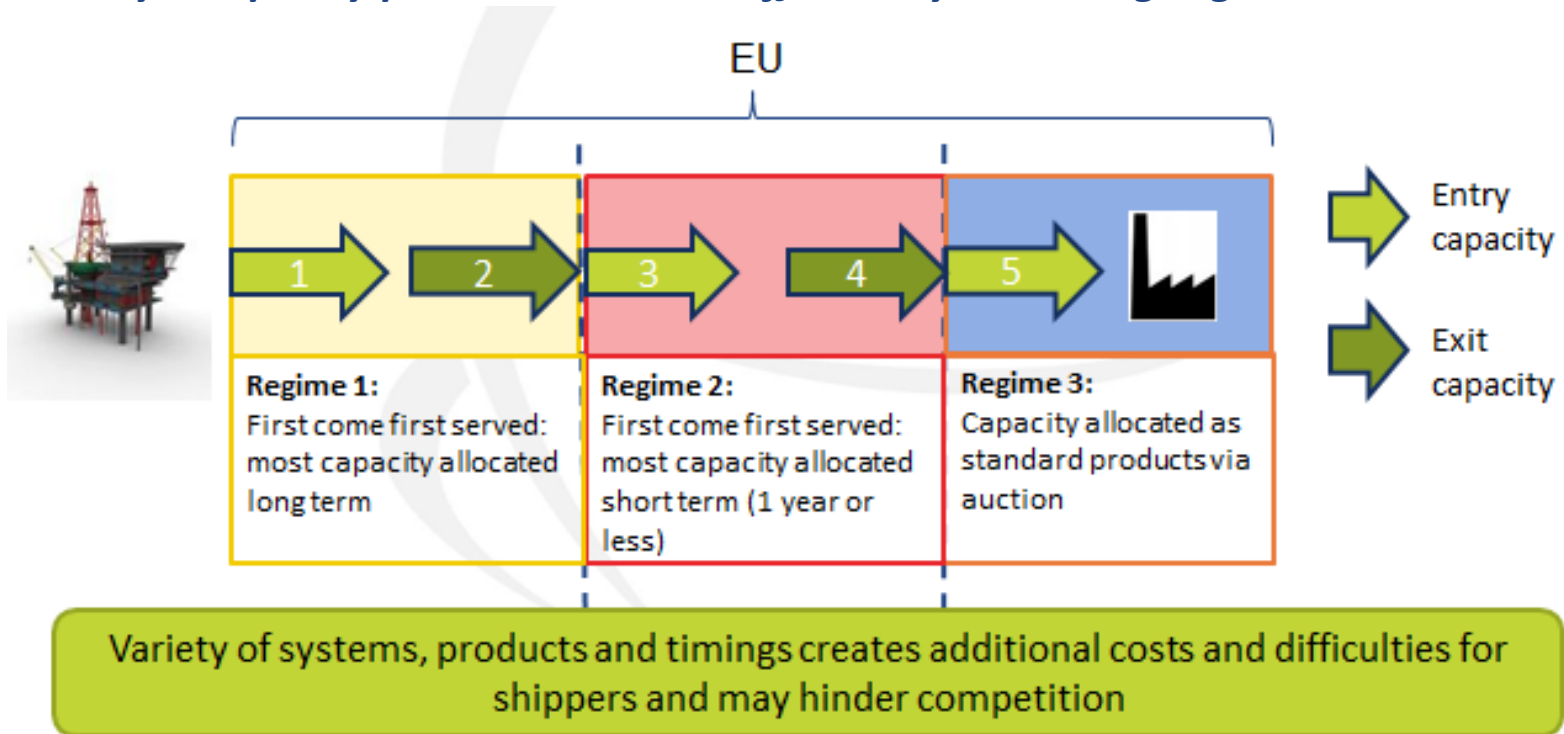 EU
1
2
3
4
5
Entry
capacity
Exit
capacity
Regime 1:
First come first served:
most capacity allocated
long term
Regime 2:
First come first served:
most capacity allocated
short term (1 year or
less)
Regime 3:
Capacity allocated as
standard products via
auction
Variety of systems, products and timings creates additional costs and difficulties for
shippers and may hinder competition